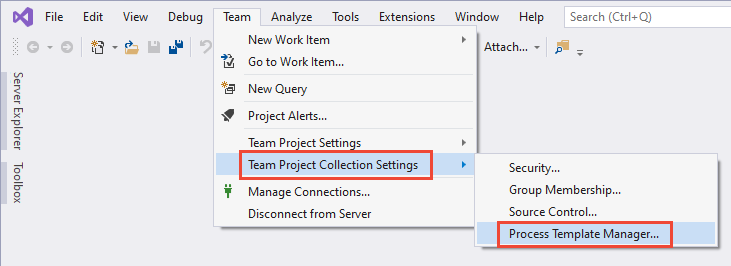 File Edit View Debug Team Analyze Tools Extensions Window Help Search (Ctrl+Q)
Attach...
Server Explorer
Toolbox
New Work Item
Go to Work Item...
New Query
Project Alerts...
Team Project Settings
Team Project Collection Settings
Manage Connections...
Disconnect from Server
Security...
Group Membership...
Source Control...
Process Template Manager...